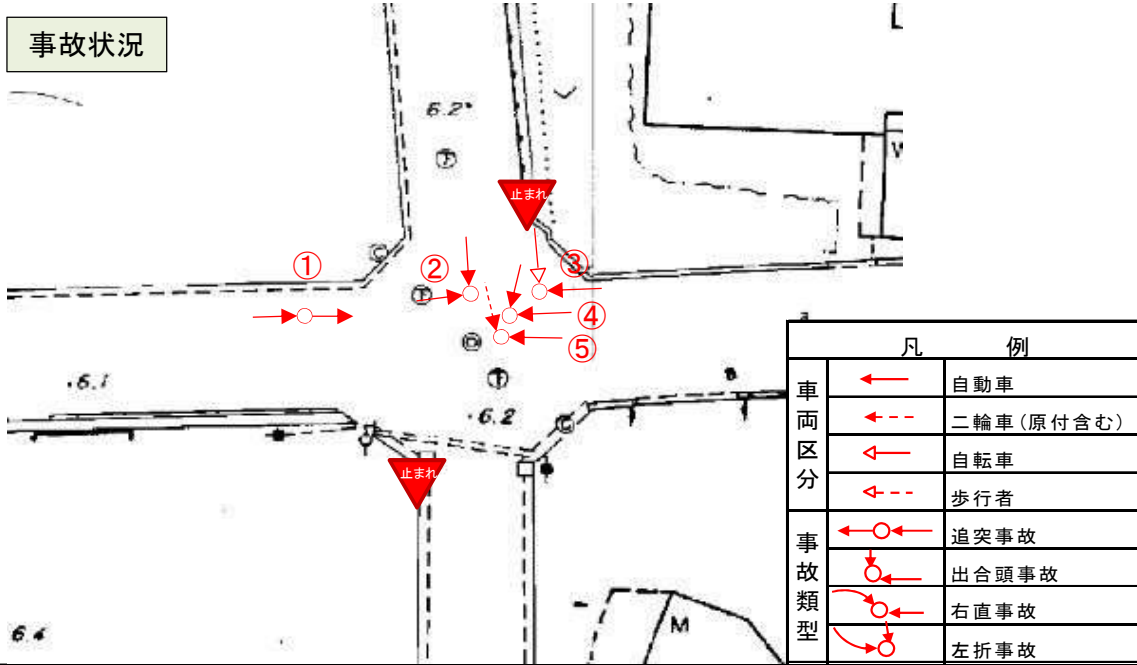 事故状況
6.2
止まれ
①
②
③
④
⑤
6.1
6.2
止まれ
6.4
M
凡 例
車両区分
自動車
二輪車(原付含む)
自転車
歩行者
事故類型
追突事故
出合頭事故
右直事故
左折事故